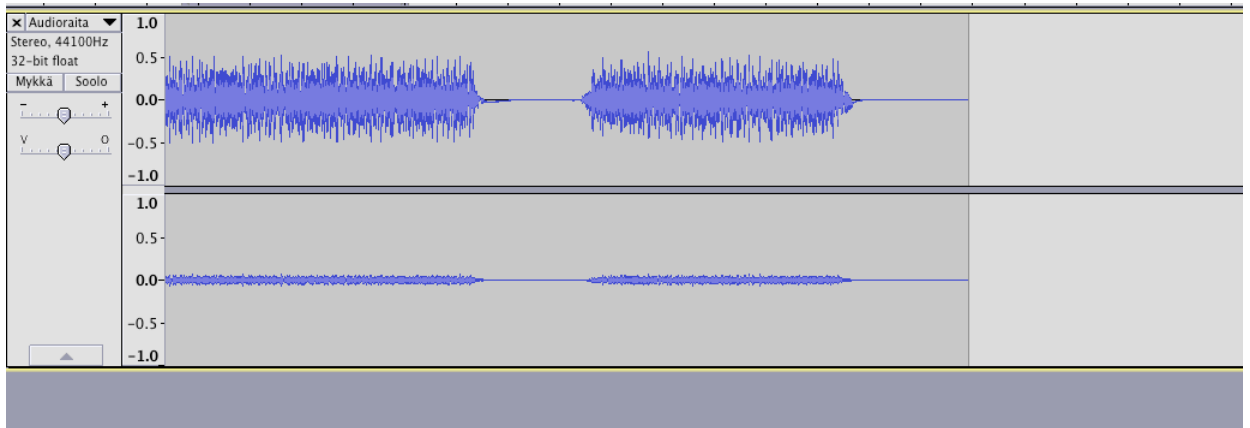 × Audioraita ▼
Stereo, 44100Hz
32-bit float
Mykkä Soolo
- +
V O
1.0
0.5-
0.0-
-0.5-
-1.0
1.0
0.5-
0.0-
-0.5-
-1.0